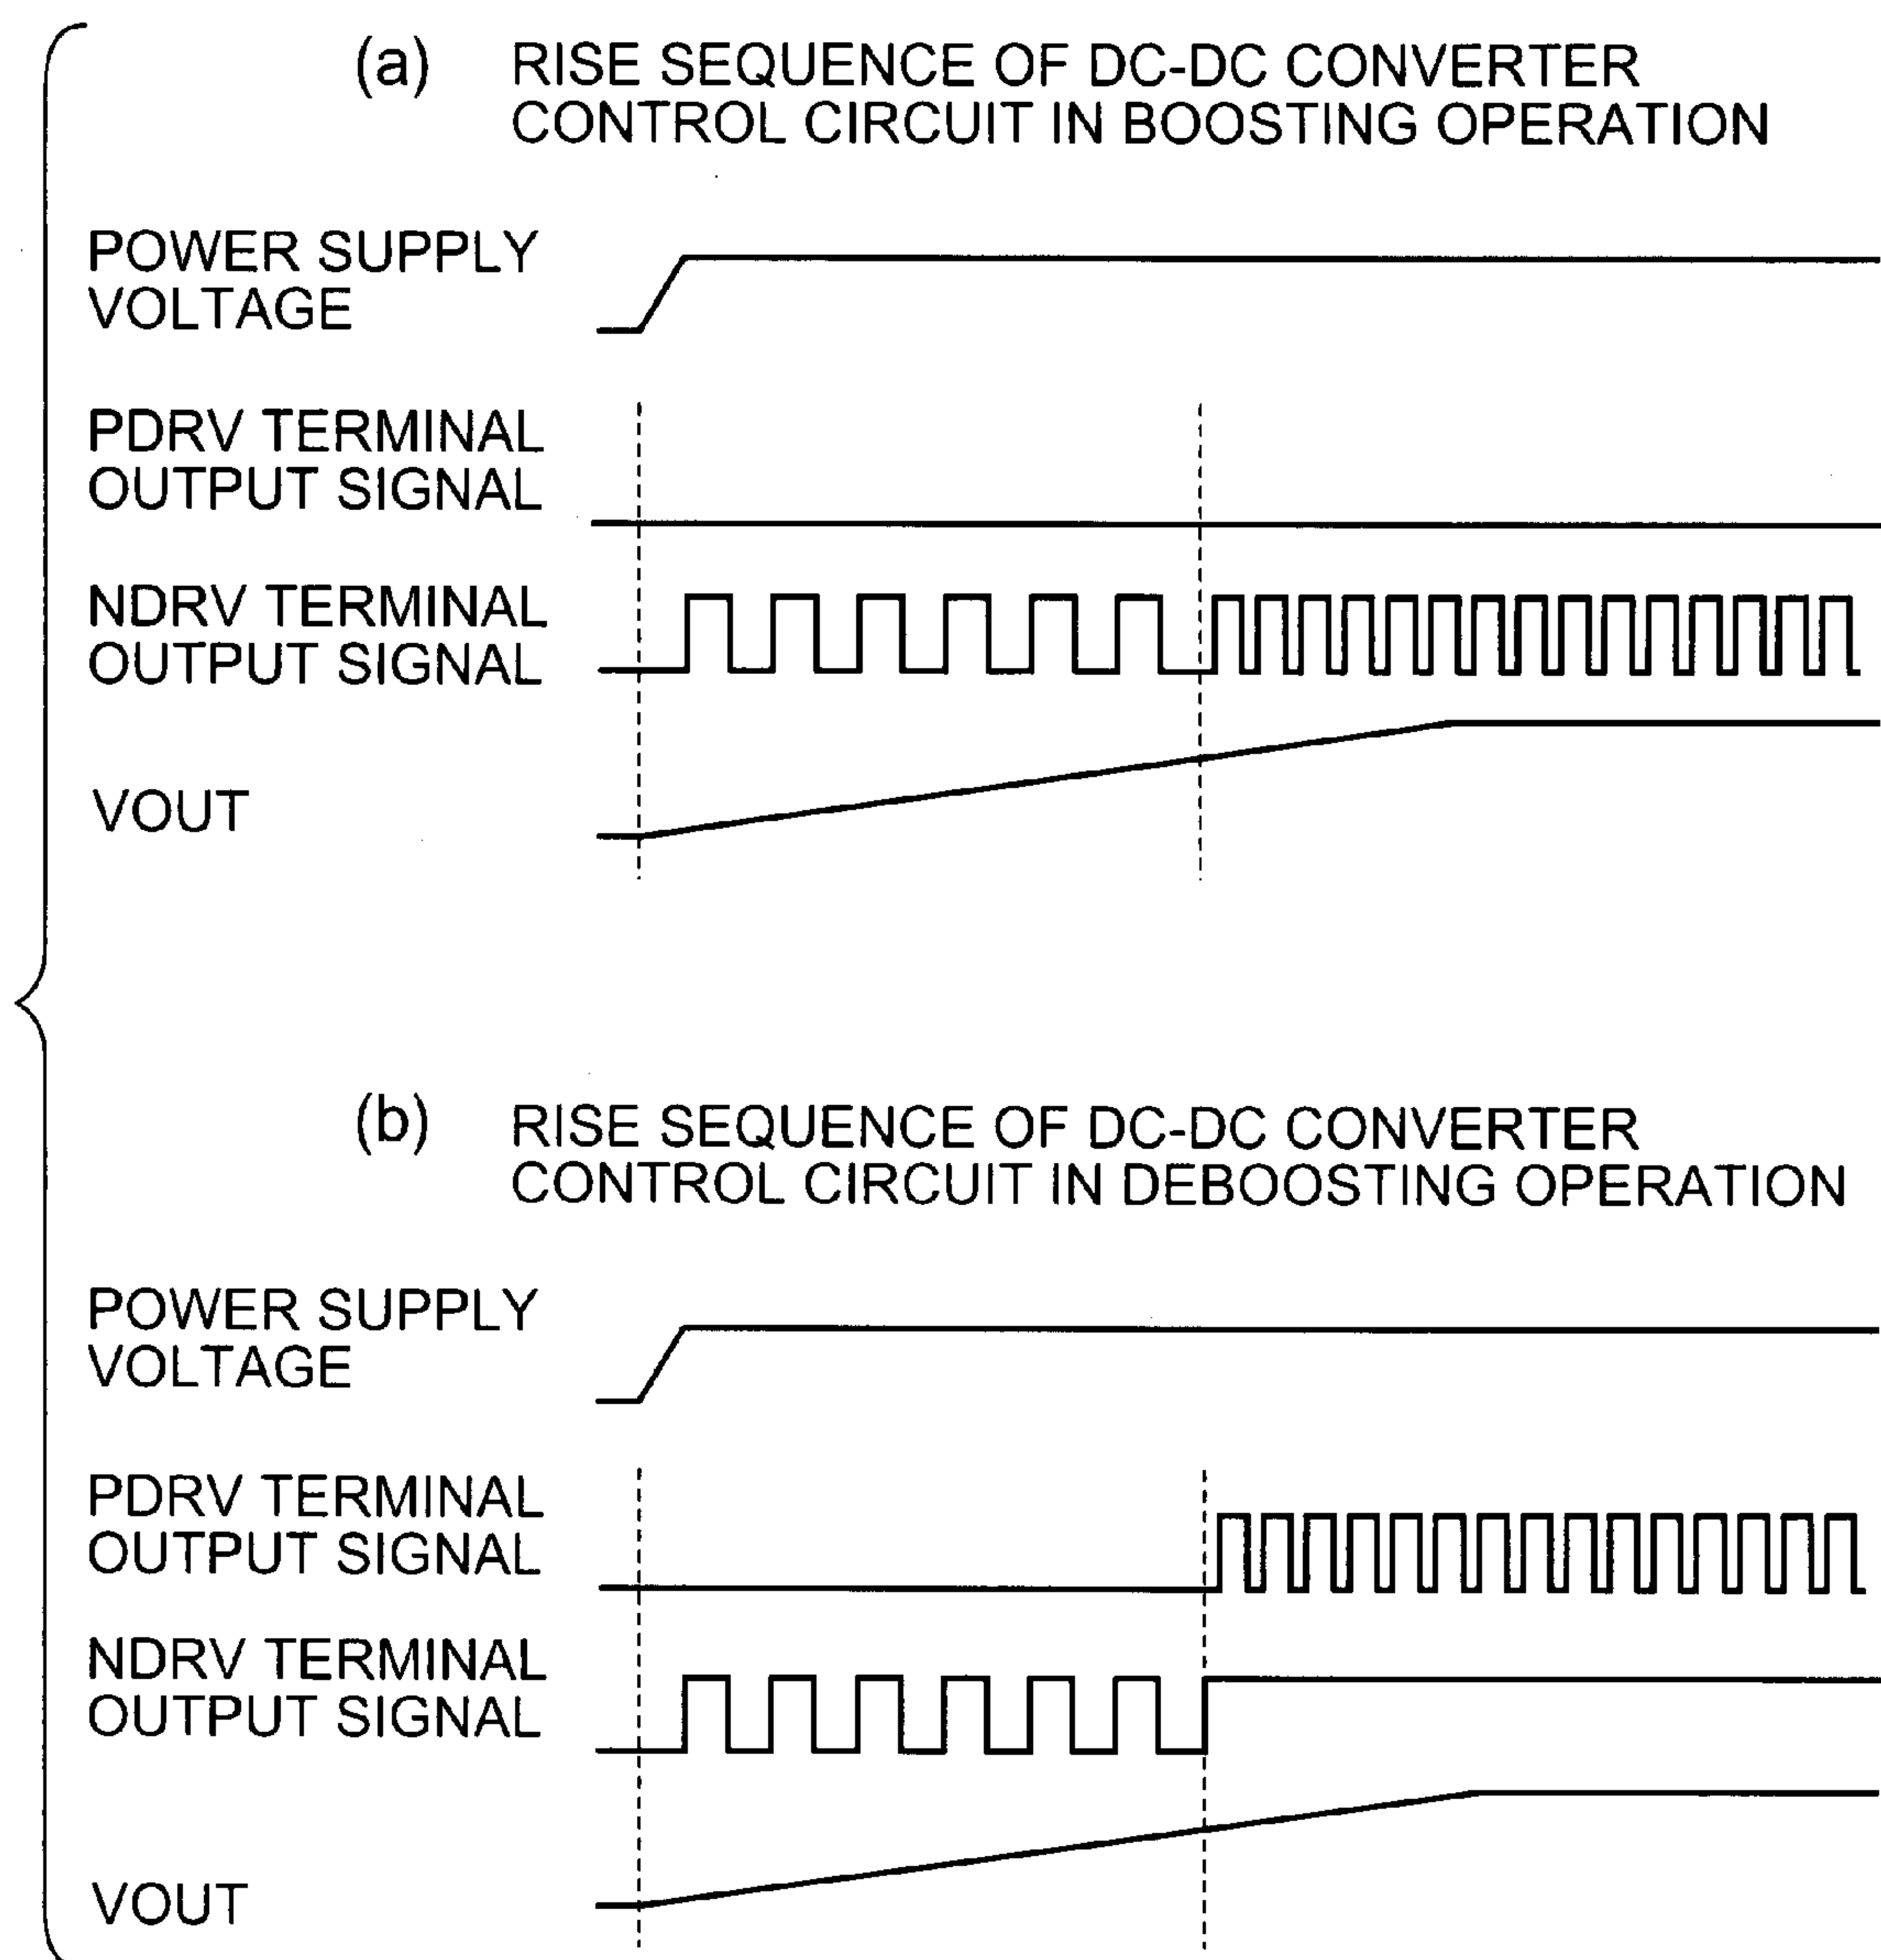 (a) RISE SEQUENCE OF DC-DC CONVERTER
CONTROL CIRCUIT IN BOOSTING OPERATION
POWER SUPPLY
VOLTAGE
PDRV TERMINAL
OUTPUT SIGNAL
NDRV TERMINAL
OUTPUT SIGNAL
VOUT
(b) RISE SEQUENCE OF DC-DC CONVERTER
CONTROL CIRCUIT IN DEBOOSTING OPERATION
POWER SUPPLY
VOLTAGE
PDRV TERMINAL
OUTPUT SIGNAL
NDRV TERMINAL
OUTPUT SIGNAL
VOUT